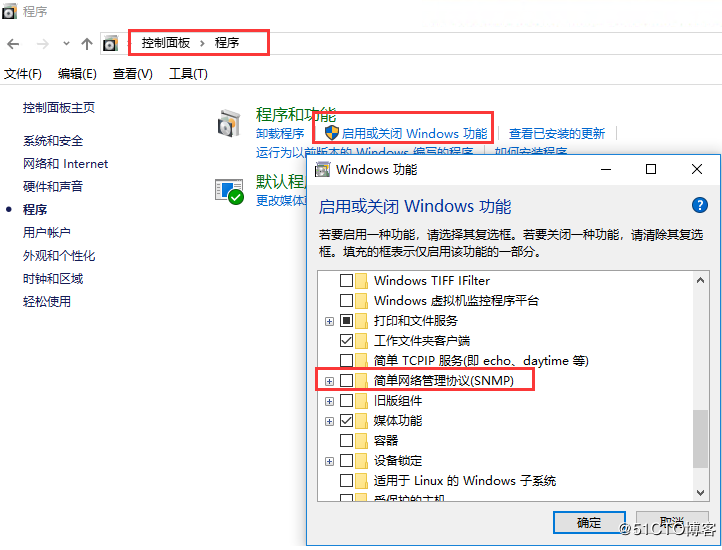 程序
控制面板 › 程序
文件(F) 编辑(E) 查看(V) 工具(T)
控制面板主页
系统和安全
网络和 Internet
硬件和声音
程序
用户帐户
外观和个性化
时钟和区域
轻松使用
程序和功能
卸载程序 启用或关闭 Windows 功能 查看已安装的更新
运行为以前版本的 Windows 编写的程序 如何安装程序
默认程
更改媒体
Windows 功能
启用或关闭 Windows 功能
若要启用一种功能，请选择其复选框。若要关闭一种功能，请清除其复选
框。填充的框表示仅启用该功能的一部分。
Windows TIFF IFilter
Windows 虚拟机监控程序平台
打印和文件服务
工作文件夹客户端
简单 TCPIP 服务(即 echo、daytime 等)
简单网络管理协议(SNMP)
旧版组件
媒体功能
容器
设备锁定
适用于 Linux 的 Windows 子系统
受保护的主机
确定 取消
@51CTO博客